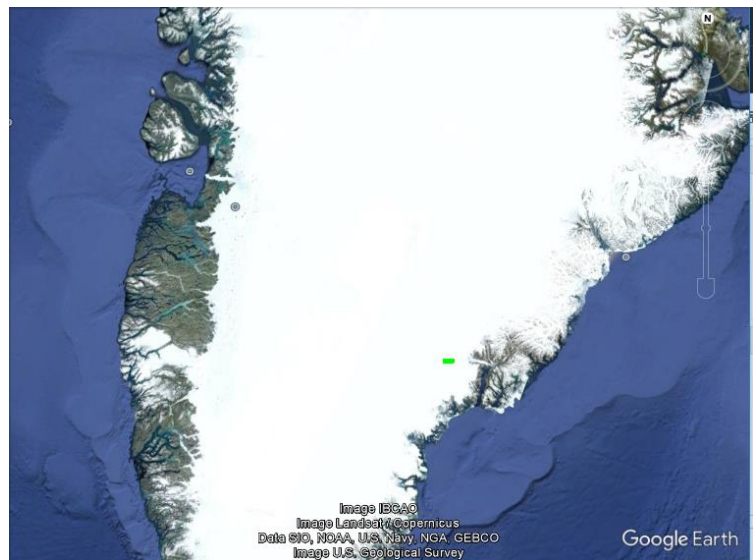 N
Image IBCAO
Image Landsat / Copernicus
Data SIO, NOAA, U.S. Navy, NGA, GEBCO
Image U.S. Geological Survey
Google Earth